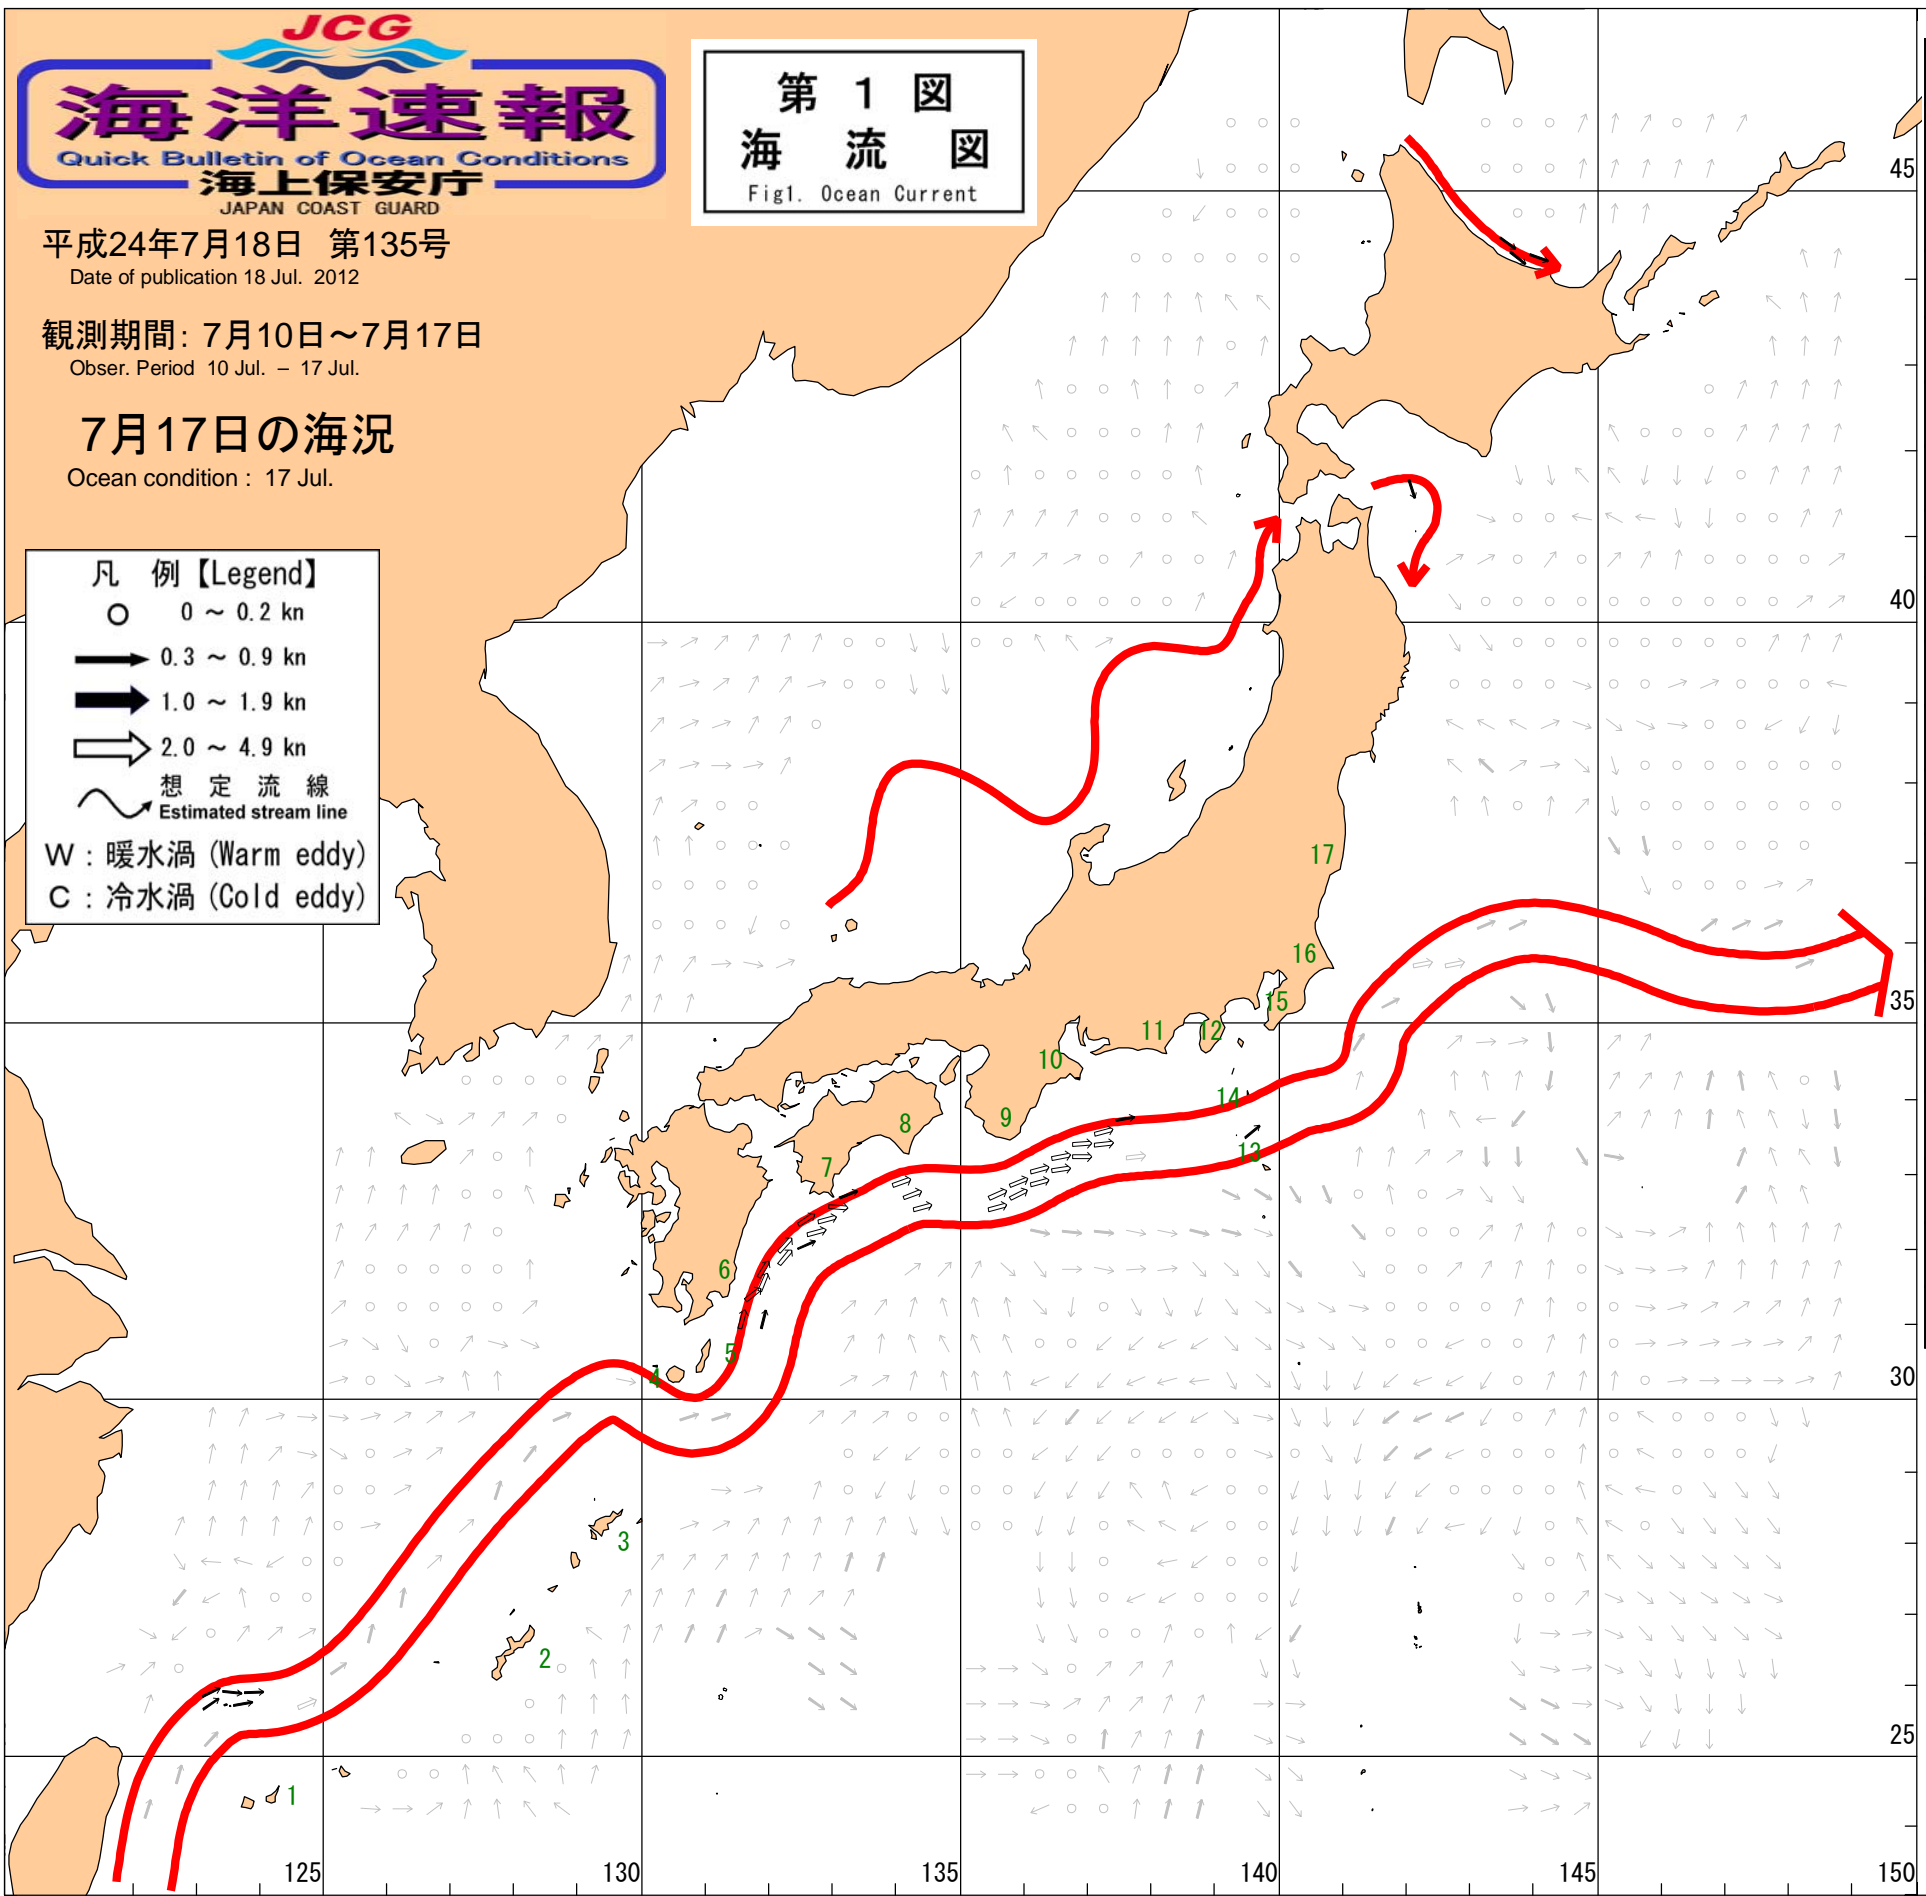 JCG
海洋速報
Quick Bulletin of Ocean Conditions
海上保安庁
JAPAN COAST GUARD
平成24年7月18日 第135号
Date of publication 18 Jul. 2012
観測期間: 7月10日～7月17日
Obser. Period 10 Jul. – 17 Jul.
7月17日の海況
Ocean condition : 17 Jul.
第 1 図
海 流 図
Fig1. Ocean Current
凡 例【Legend】
0 ～ 0.2 kn
0.3 ～ 0.9 kn
1.0 ～ 1.9 kn
2.0 ～ 4.9 kn
想 定 流 線
Estimated stream line
W : 暖水渦 (Warm eddy)
C : 冷水渦 (Cold eddy)
45
40
17
16
35
15
12
11
10
14
9
8
13
7
6
5
4
30
3
2
25
1
125
130
135
140
145
150